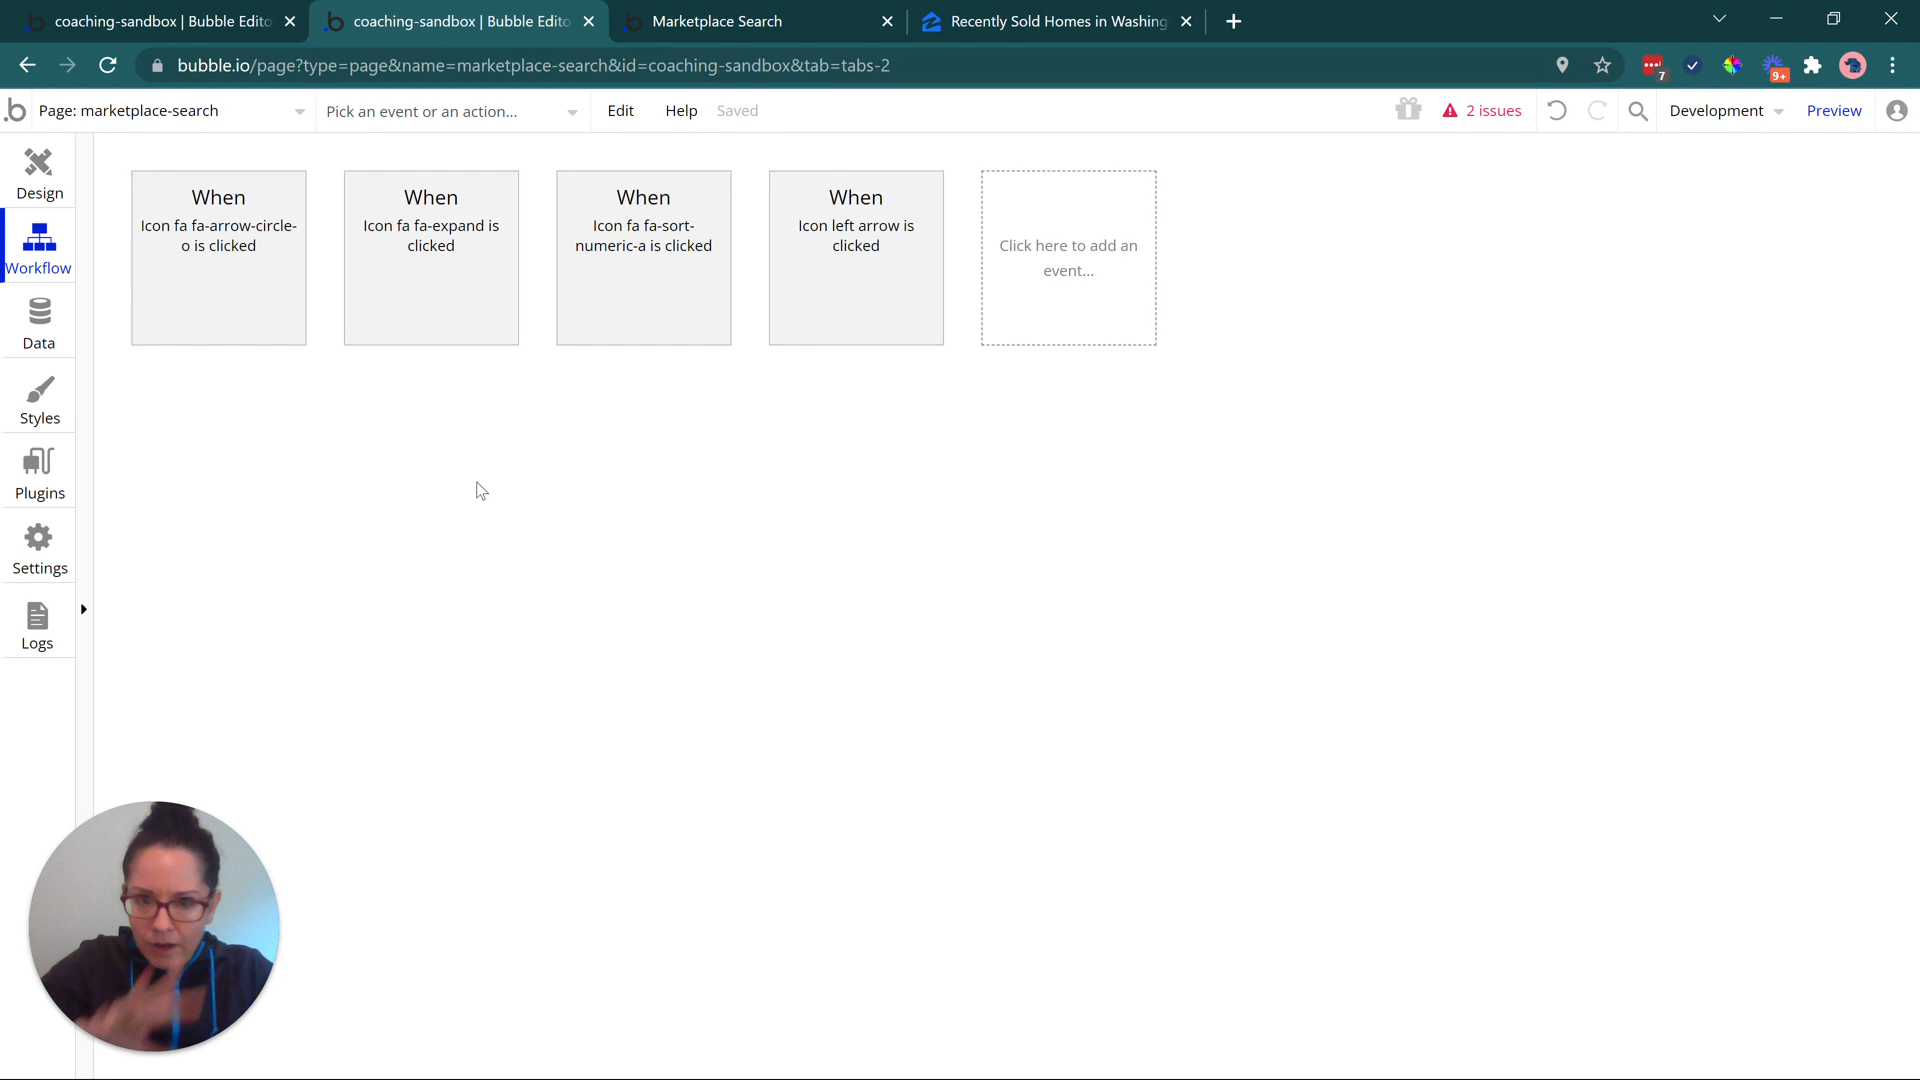 coaching-sandbox | Bubble Edito
coaching-sandbox | Bubble Edito
Marketplace Search
Recently Sold Homes in Washing
bubble.io/page?type=page&name=marketplace-search&id=coaching-sandbox&tab=tabs-2
7
9+
Page: marketplace-search
Pick an event or an action...
Edit
Help
Saved
2 issues
Development
Preview
Design
Workflow
Data
Styles
Plugins
Settings
Logs
When
Icon fa fa-arrow-circle-
o is clicked
When
Icon fa fa-expand is
clicked
When
Icon fa fa-sort-
numeric-a is clicked
When
Icon left arrow is
clicked
Click here to add an
event...